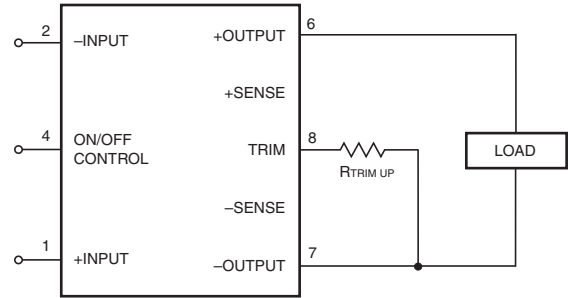 2 –INPUT +OUTPUT 6
+SENSE
4 ON/OFF
CONTROL
TRIM 8
RTRIM UP
LOAD
–SENSE
1 +INPUT
–OUTPUT 7